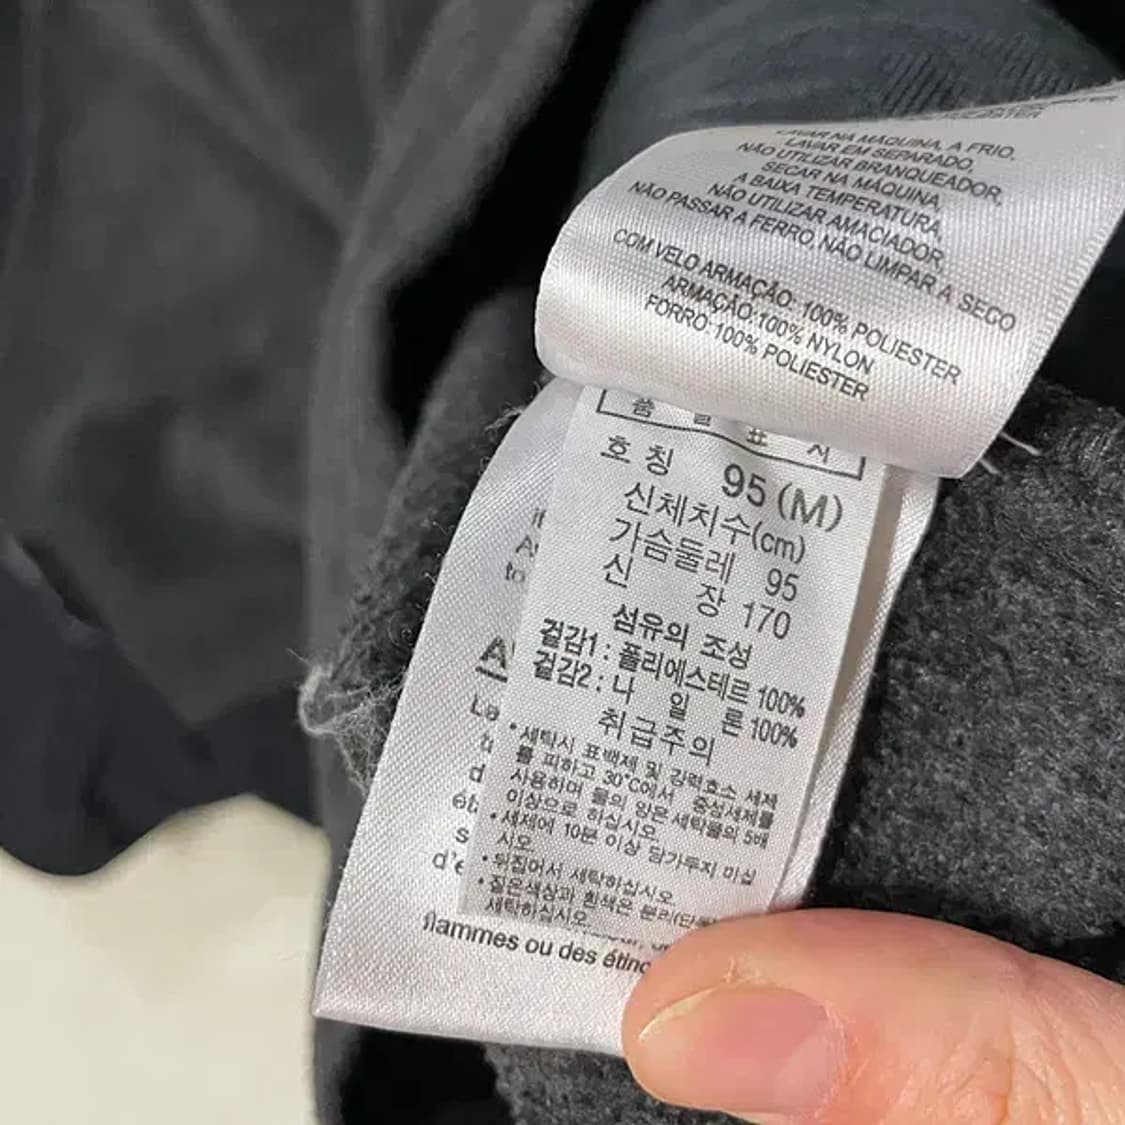 POLIESTER
LAVAR NA MÁQUINA, A FRIO,
LAVAR EM SEPARADO,
NÃO UTILIZAR BRANQUEADOR,
SECAR NA MÁQUINA,
A BAIXA TEMPERATURA,
NÃO UTILIZAR AMACIADOR,
NÃO PASSAR A FERRO, NÃO LIMPAR A SECO
COM VELO ARMAÇÃO: 100% POLIESTER
ARMAÇÃO:100% NYLON
FORRO:100% POLIESTER
품 질 표 시
호 칭 95 (M)
신체치수(cm)
가슴둘레 95
신 장 170
섬유의 조성
겉감1 : 폴리에스테르 100%
겉감2 : 나 일 론 100%
취급주의
• 세탁시 표백제 및 강력효소 세제
를 피하고 30°C에서 중성세제를
사용하며 물의 양은 세탁물의 5배
이상으로 하십시오.
• 세제에 10분 이상 담가두지 마십
시오.
• 뒤집어서 세탁하십시오.
• 짙은색상과 흰색은 분리(단독)
세탁하십시오.
to
d'é
flammes ou des étinc